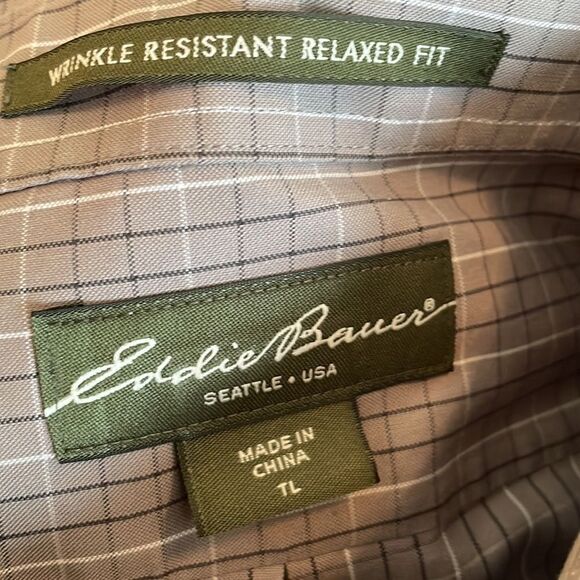 WRINKLE RESISTANT RELAXED FIT
Eddie Bauer®
SEATTLE • USA
MADE IN
CHINA
TL